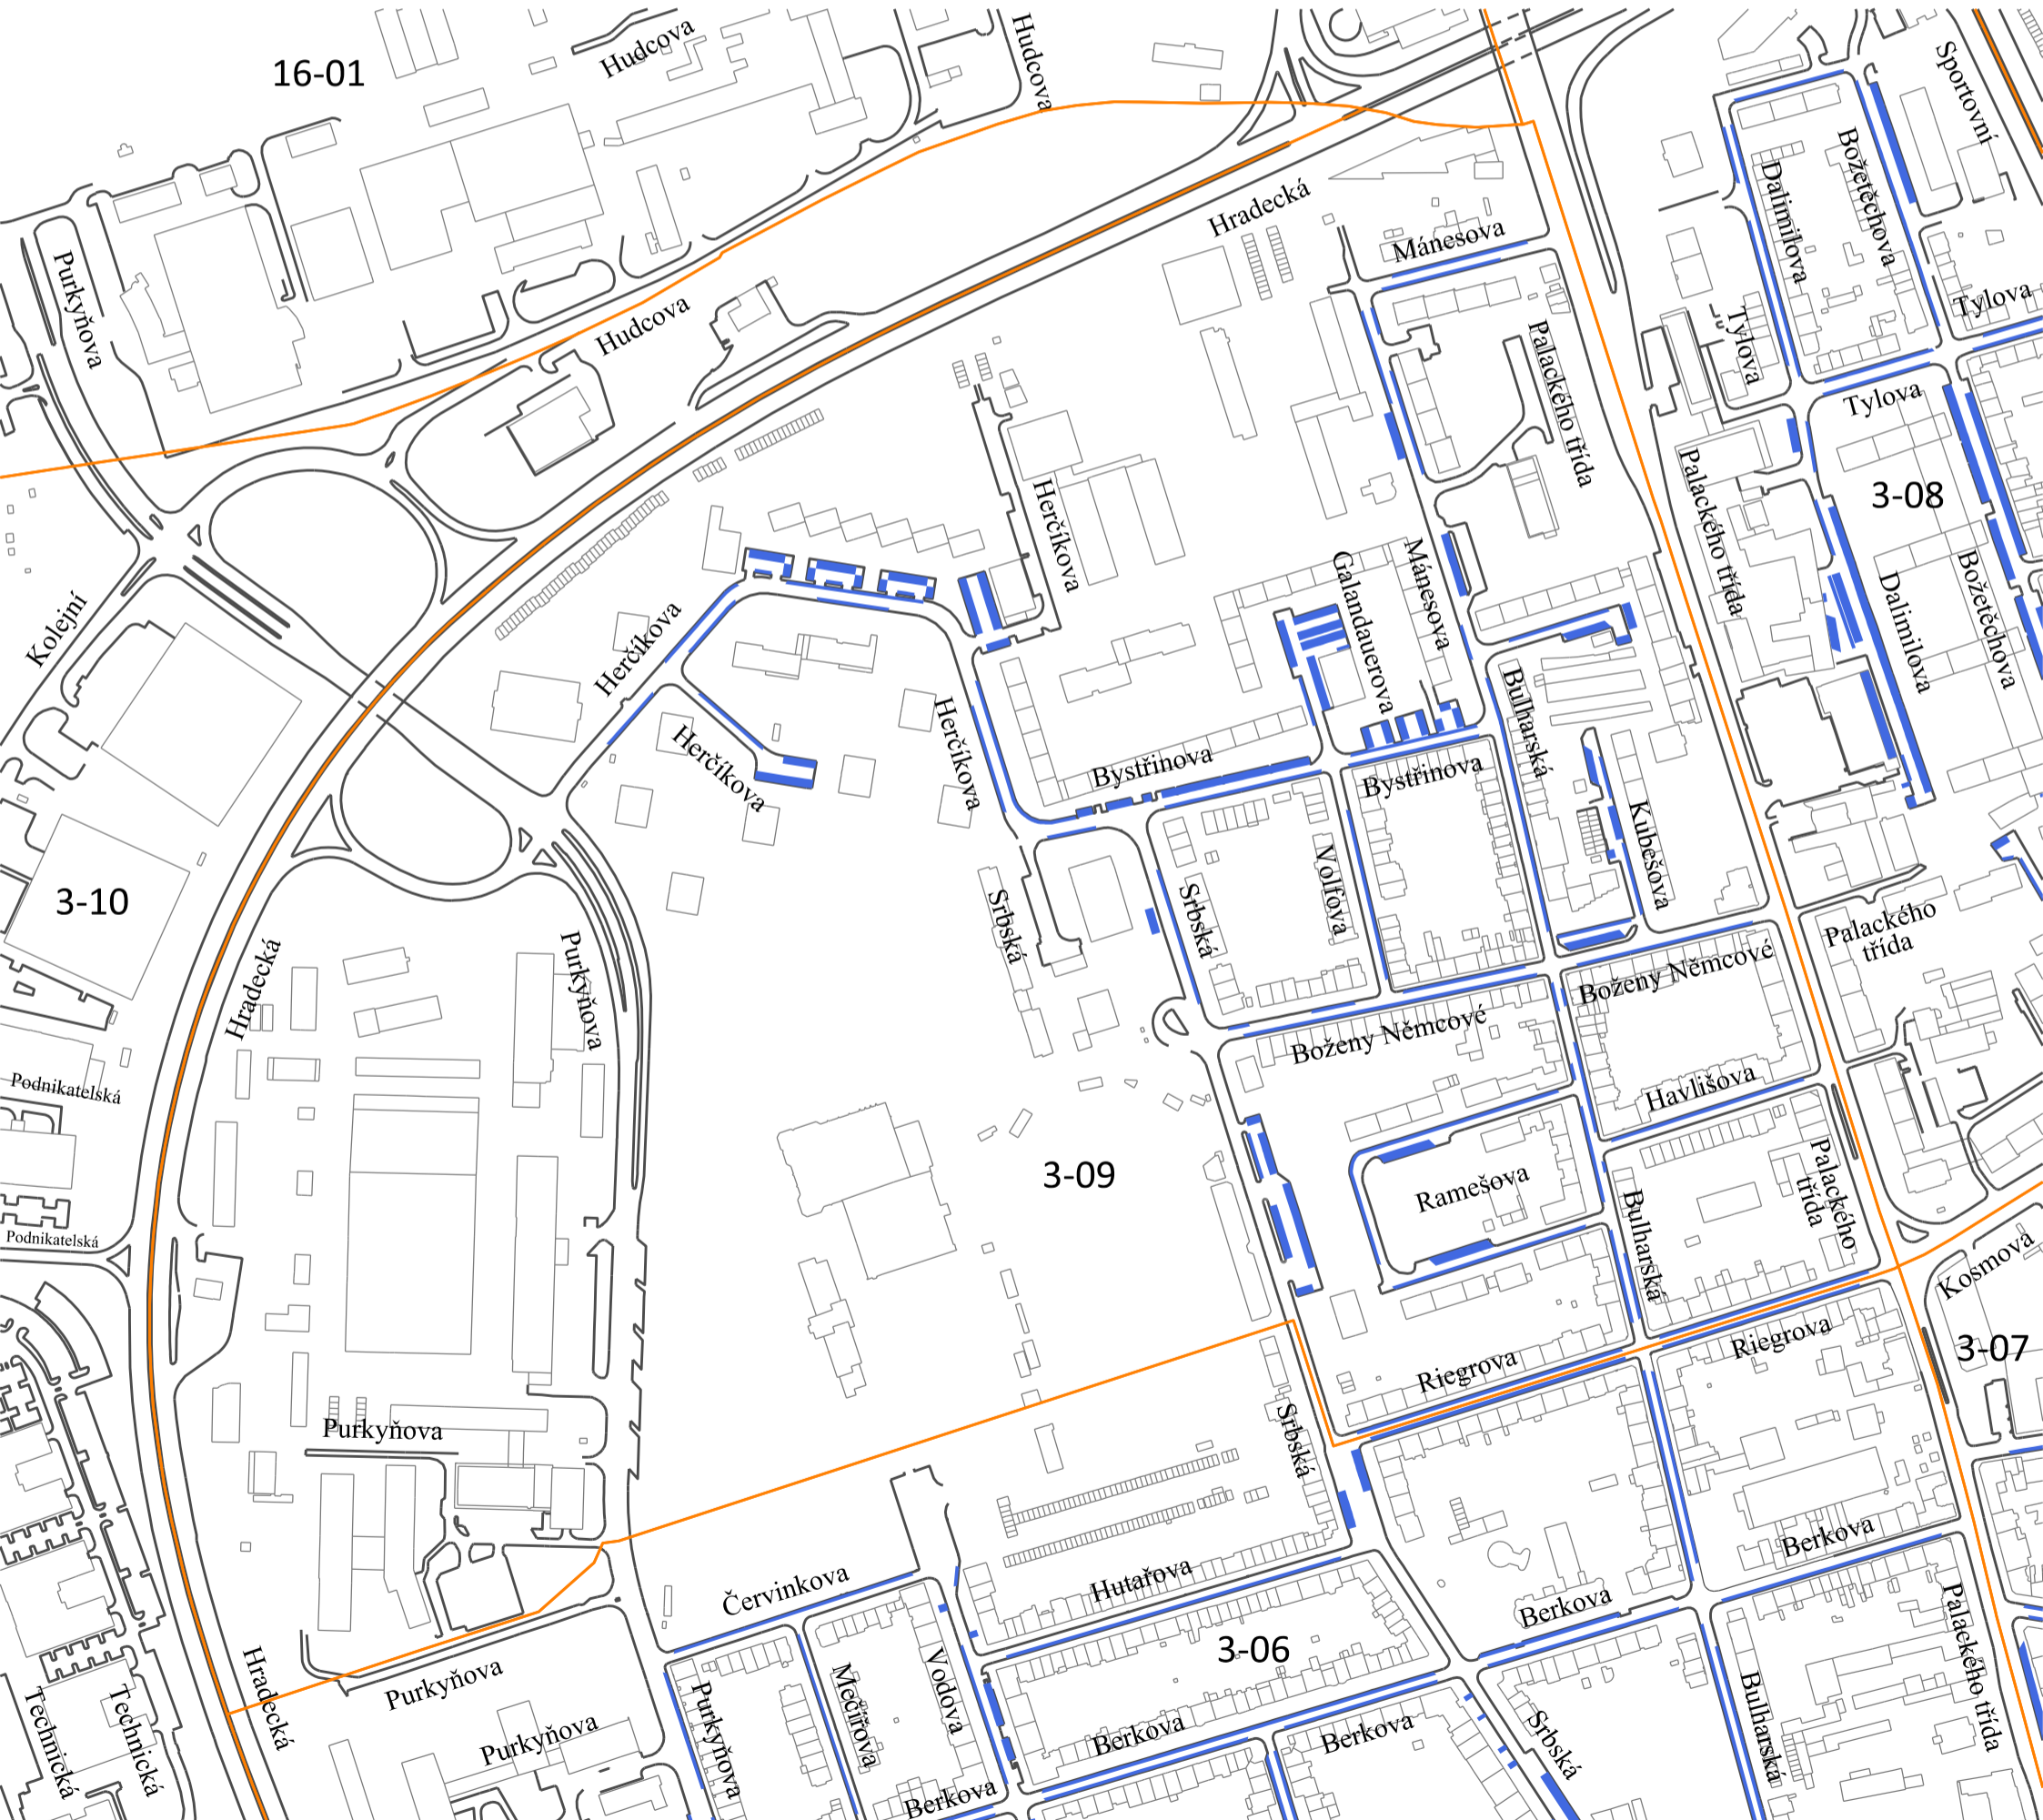 Hudcova
Hudcova
16-01
Sportovní
Božetěchova
Dalimilova
Hradecká
Mánesova
Purkyňova
Hudcova
Tylova
Tylova
Palackého třída
Tylova
Herčíkova
Palackého třída
3-08
Galandauerova
Mánesova
Dalimilova
Božetěchova
Kolejní
Herčíkova
Herčíkova
Herčíkova
Bystřinova
Bystřinova
Bulharská
Kubešova
3-10
Hradecká
Purkyňova
Srbská
Srbská
Volfova
Palackého
třída
Boženy Němcové
Boženy Němcové
Podnikatelská
Havlišova
3-09
Ramešova
Bulharská
Palackého
třída
Podnikatelská
Kosmova
Riegrova
3-07
Riegrova
Purkyňova
Srbská
Červinkova
Hutařova
Berkova
Berkova
3-06
Hradecká
Purkyňova
Technická
Technická
Purkyňova
Purkyňova
Mečířova
Vodova
Berkova
Berkova
Berkova
Srbská
Bulharská
Palackého třída